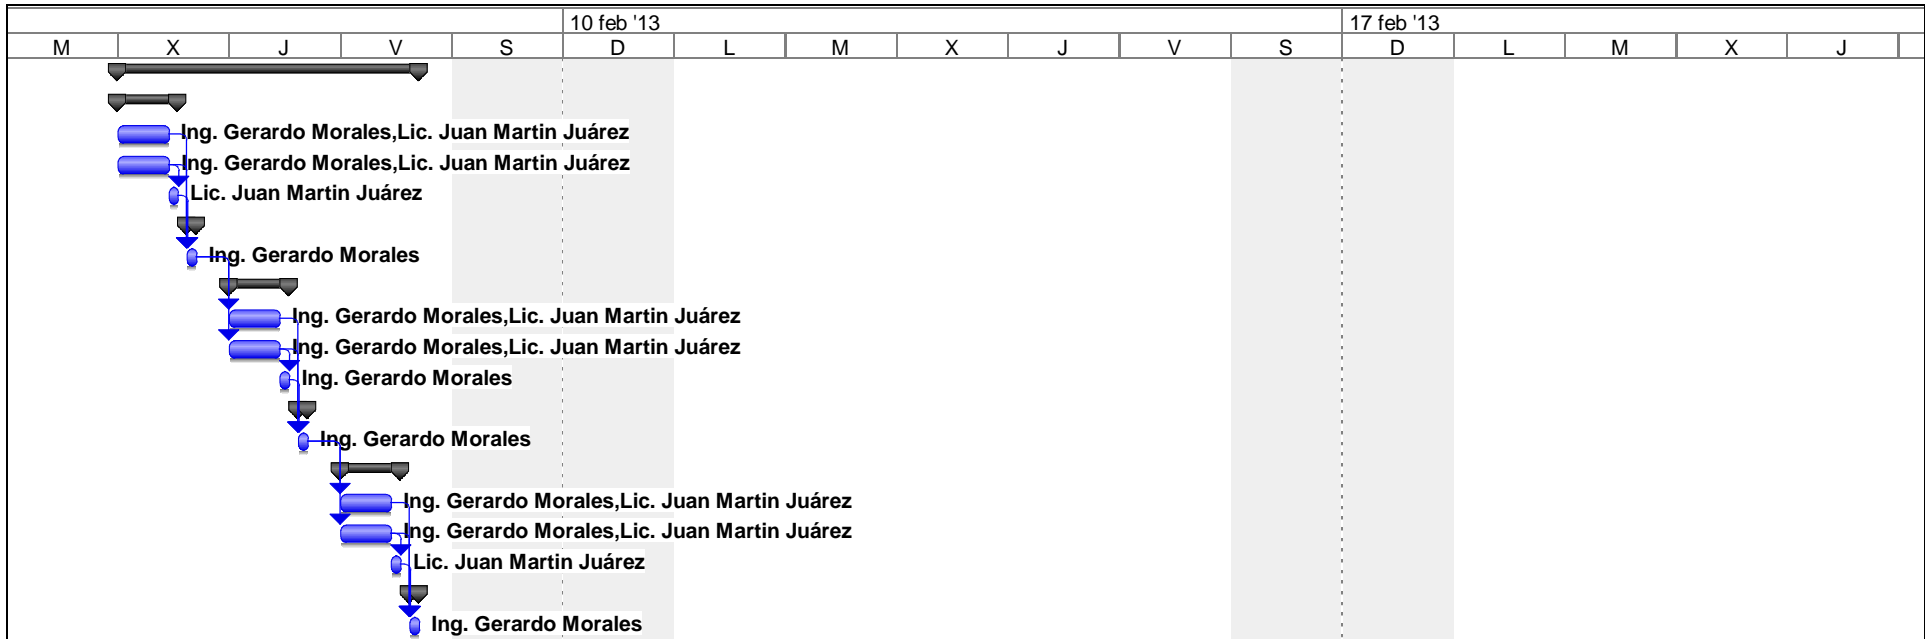 10 feb '13 17 feb '13
M X J V S D L M X J V S D L M X J
Ing. Gerardo Morales,Lic. Juan Martin Juárez
Ing. Gerardo Morales,Lic. Juan Martin Juárez
Lic. Juan Martin Juárez
Ing. Gerardo Morales
Ing. Gerardo Morales,Lic. Juan Martin Juárez
Ing. Gerardo Morales,Lic. Juan Martin Juárez
Ing. Gerardo Morales
Ing. Gerardo Morales
Ing. Gerardo Morales,Lic. Juan Martin Juárez
Ing. Gerardo Morales,Lic. Juan Martin Juárez
Lic. Juan Martin Juárez
Ing. Gerardo Morales